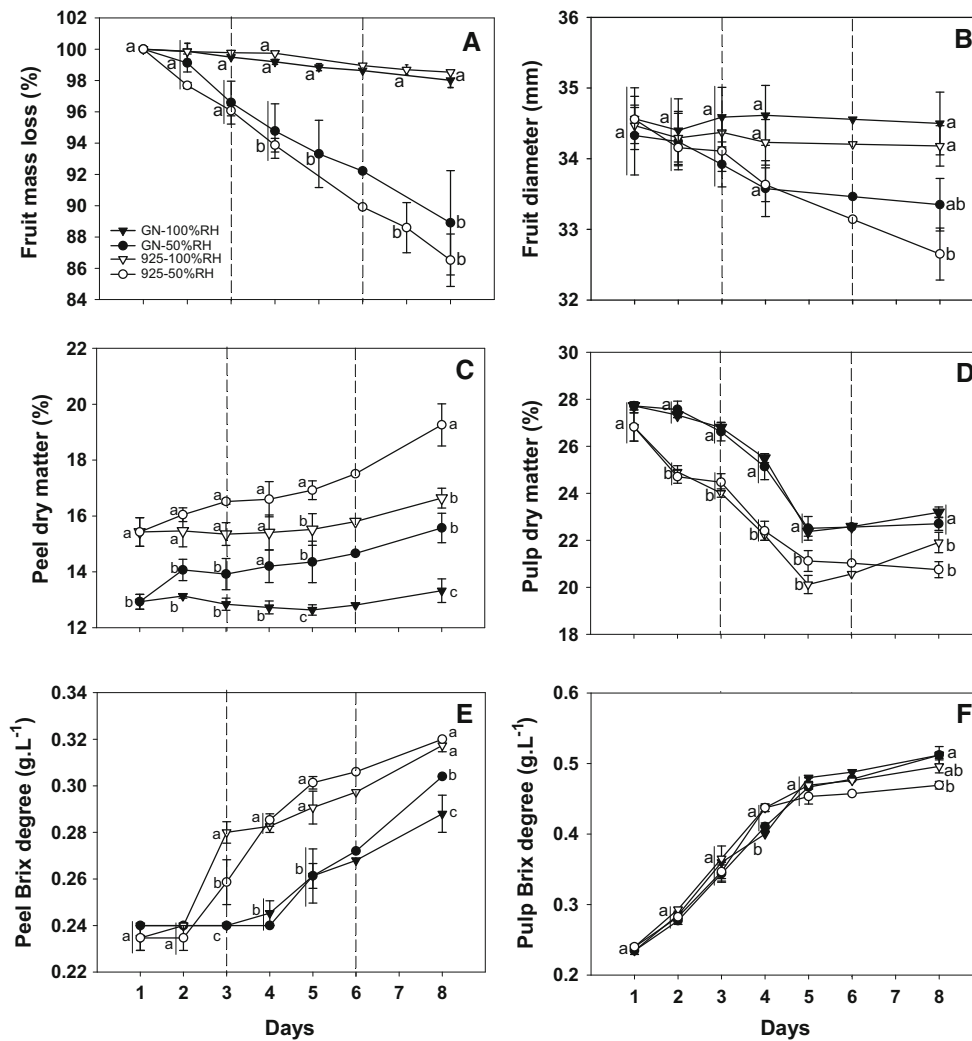 A
Fruit mass loss (%)
102
100
98
96
94
92
90
88
86
84
a a a a a a a a a a b b b b b
GN-100%RH
GN-50%RH
925-100%RH
925-50%RH
B
Fruit diameter (mm)
36
35
34
33
32
a a a a a a a ab b
C
Peel dry matter (%)
22
20
18
16
14
12
a a a a a a
a a a b b
b b b a b b
b b b c c
D
Pulp dry matter (%)
30
28
26
24
22
20
18
a a a a a a
b b b b b b
E
Peel Brix degree (g.L-1)
0.34
0.32
0.30
0.28
0.26
0.24
0.22
a a a b c a b a b a a b c
1 2 3 4 5 6 7 8
Days
F
Pulp Brix degree (g.L-1)
0.6
0.5
0.4
0.3
0.2
a a a a b a a ab b
1 2 3 4 5 6 7 8
Days